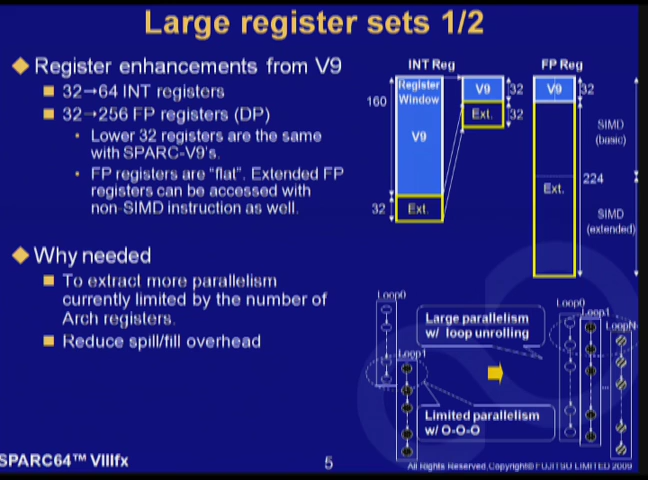 Large register sets 1/2
Register enhancements from V9
32→64 INT registers
32→256 FP registers (DP)
Lower 32 registers are the same
with SPARC-V9's.
FP registers are "flat". Extended FP
registers can be accessed with
non-SIMD instruction as well.
Why needed
To extract more parallelism
currently limited by the number of
Arch registers.
Reduce spill/fill overhead
INT Reg
FP Reg
Register
Window
V9
160
32
Ext.
V9
32
Ext.
32
V9
32
Ext.
224
SIMD
(basic)
SIMD
(extended)
Loop0
Loop1
Large parallelism
w/ loop unrolling
Limited parallelism
w/ O-O-O
Loop0
Loop1
LoopN
...
SPARC64™ VIIIfx
5
All Rights Reserved,Copyright© FUJITSU LIMITED 2009